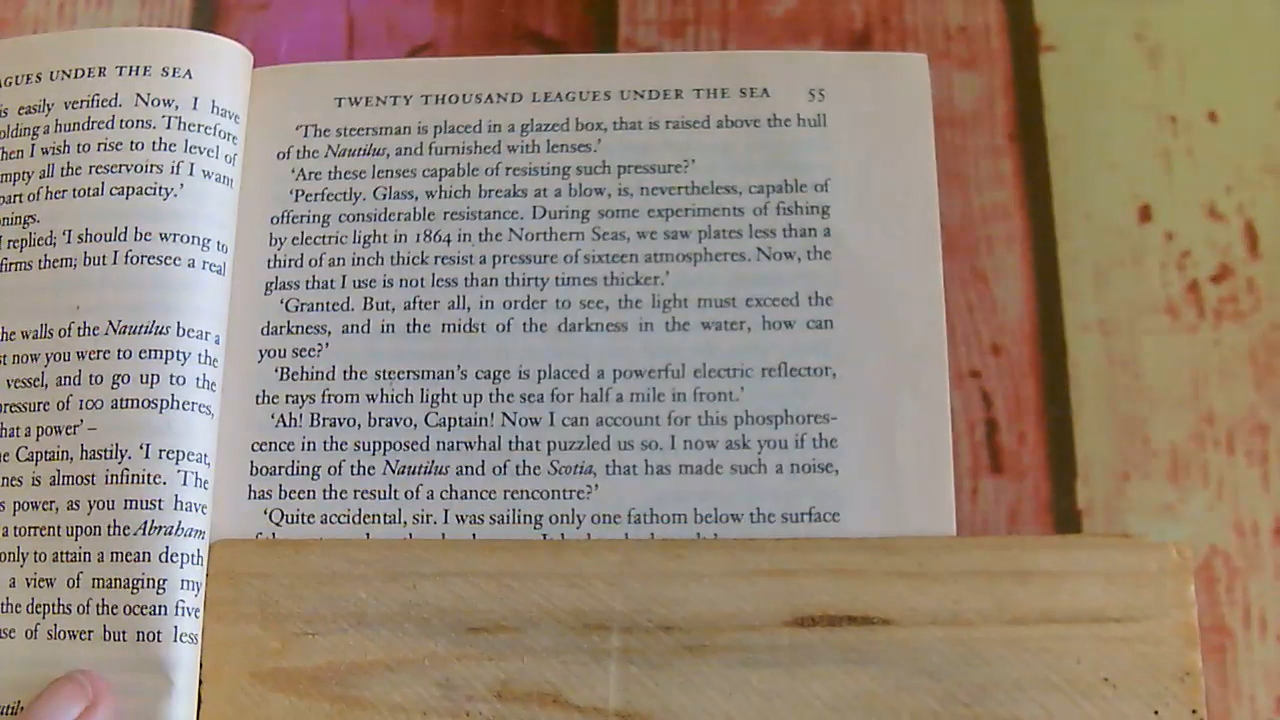 AGUES UNDER THE SEA
is easily verified. Now, I have
olding a hundred tons. Therefore
hen I wish to rise to the level of
mpty all the reservoirs if I want
part of her total capacity.’
nings.
I replied; ‘I should be wrong to
firms them; but I foresee a real
he walls of the Nautilus bear a
st now you were to empty the
vessel, and to go up to the
ressure of 100 atmospheres,
hat a power’ –
e Captain, hastily. ‘I repeat,
nes is almost infinite. The
s power, as you must have
a torrent upon the Abraham
only to attain a mean depth
a view of managing my
the depths of the ocean five
se of slower but not less
TWENTY THOUSAND LEAGUES UNDER THE SEA 55
‘The steersman is placed in a glazed box, that is raised above the hull
of the Nautilus, and furnished with lenses.’
‘Are these lenses capable of resisting such pressure?’
‘Perfectly. Glass, which breaks at a blow, is, nevertheless, capable of
offering considerable resistance. During some experiments of fishing
by electric light in 1864 in the Northern Seas, we saw plates less than a
third of an inch thick resist a pressure of sixteen atmospheres. Now, the
glass that I use is not less than thirty times thicker.’
‘Granted. But, after all, in order to see, the light must exceed the
darkness, and in the midst of the darkness in the water, how can
you see?’
‘Behind the steersman’s cage is placed a powerful electric reflector,
the rays from which light up the sea for half a mile in front.’
‘Ah! Bravo, bravo, Captain! Now I can account for this phosphores-
cence in the supposed narwhal that puzzled us so. I now ask you if the
boarding of the Nautilus and of the Scotia, that has made such a noise,
has been the result of a chance rencontre?’
‘Quite accidental, sir. I was sailing only one fathom below the surface